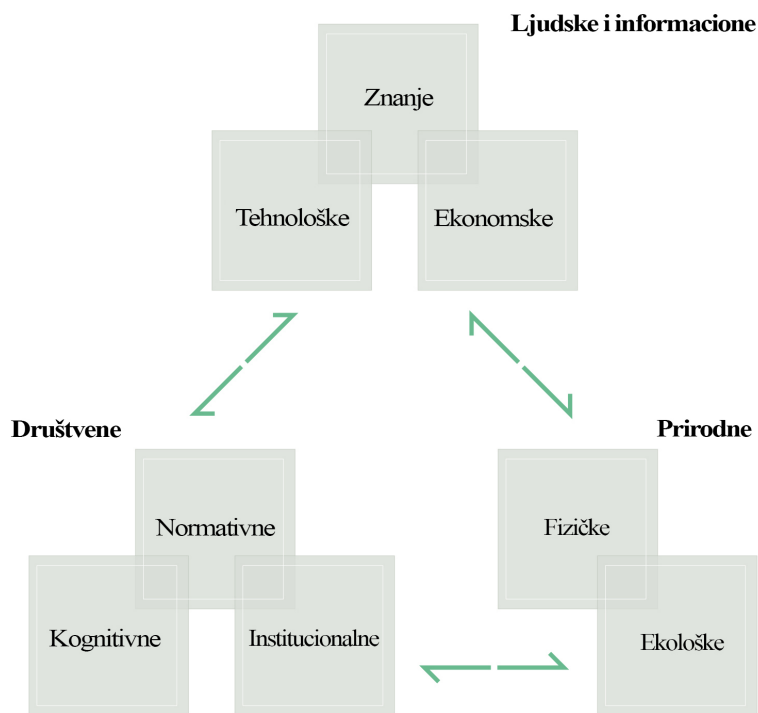 Ljudske i informacione
Znanje
Tehnološke
Ekonomske
Društvene
Prirodne
Normativne
Fizičke
Kognitivne
Institucionalne
Ekološke